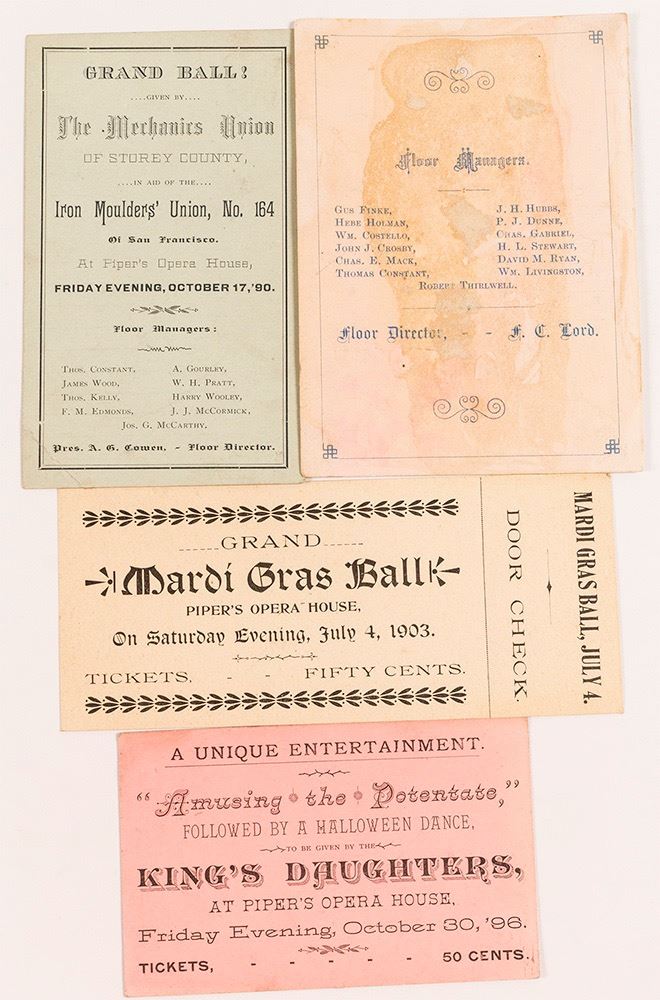 GRAND BALL!
....GIVEN BY....
The Mechanics Union
OF STOREY COUNTY,
....IN AID OF THE....
Iron Moulders' Union, No. 164
Of San Francisco.
At Piper's Opera House,
FRIDAY EVENING, OCTOBER 17, '90.
Floor Managers:
THOS. CONSTANT, A. GOURLEY,
JAMES WOOD, W. H. PRATT,
THOS. KELLY, HARRY WOOLEY,
F. M. EDMONDS, J. J. MCCORMICK,
JOS. G. MCCARTHY.
Pres. A. G. Cowen, - Floor Director.
Floor Managers.
GUS FINKE, J. H. HUBBS,
HEBE HOLMAN, P. J. DUNNE,
WM. COSTELLO, CHAS. GABRIEL,
JOHN J. CROSBY, H. L. STEWART,
CHAS. E. MACK, DAVID M. RYAN,
THOMAS CONSTANT, WM. LIVINGSTON,
ROBERT THIRLWELL.
Floor Director, - - F. C. Lord.
......GRAND......
Mardi Gras Ball
PIPER'S OPERA HOUSE,
On Saturday Evening, July 4, 1903.
TICKETS, - - FIFTY CENTS.
MARDI GRAS BALL, JULY 4.
DOOR CHECK.
A UNIQUE ENTERTAINMENT.
"Amusing the Potentate,"
FOLLOWED BY A HALLOWEEN DANCE,
TO BE GIVEN BY THE
KING'S DAUGHTERS,
AT PIPER'S OPERA HOUSE,
Friday Evening, October 30, '96.
TICKETS, - - - - - 50 CENTS.